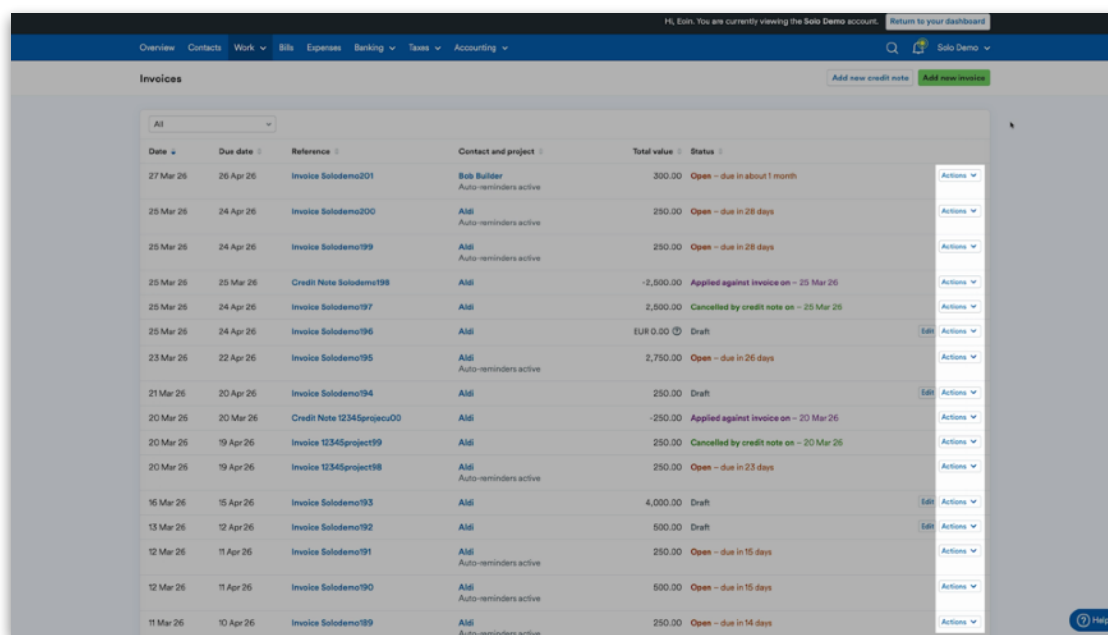 Hi, Eoin. You are currently viewing the Solo Demo account. Return to your dashboard
Overview Contacts Work Bills Expenses Banking Taxes Accounting Solo Demo
Invoices Add new credit note Add new invoice
All
Date Due date Reference Contact and project Total value Status
27 Mar 26 26 Apr 26 Invoice Solodemo201 Bob Builder 300.00 Open – due in about 1 month Actions
Auto-reminders active
25 Mar 26 24 Apr 26 Invoice Solodemo200 Aldi 250.00 Open – due in 28 days Actions
Auto-reminders active
25 Mar 26 24 Apr 26 Invoice Solodemo199 Aldi 250.00 Open – due in 28 days Actions
Auto-reminders active
25 Mar 26 25 Mar 26 Credit Note Solodemo198 Aldi -2,500.00 Applied against invoice on – 25 Mar 26 Actions
25 Mar 26 24 Apr 26 Invoice Solodemo197 Aldi 2,500.00 Cancelled by credit note on – 25 Mar 26 Actions
25 Mar 26 24 Apr 26 Invoice Solodemo196 Aldi EUR 0.00 ? Draft Edit Actions
23 Mar 26 22 Apr 26 Invoice Solodemo195 Aldi 2,750.00 Open – due in 26 days Actions
Auto-reminders active
21 Mar 26 20 Apr 26 Invoice Solodemo194 Aldi 250.00 Draft Edit Actions
20 Mar 26 20 Mar 26 Credit Note 12345projecu00 Aldi -250.00 Applied against invoice on – 20 Mar 26 Actions
20 Mar 26 19 Apr 26 Invoice 12345project99 Aldi 250.00 Cancelled by credit note on – 20 Mar 26 Actions
20 Mar 26 19 Apr 26 Invoice 12345project98 Aldi 250.00 Open – due in 23 days Actions
Auto-reminders active
16 Mar 26 15 Apr 26 Invoice Solodemo193 Aldi 4,000.00 Draft Edit Actions
13 Mar 26 12 Apr 26 Invoice Solodemo192 Aldi 500.00 Draft Edit Actions
12 Mar 26 11 Apr 26 Invoice Solodemo191 Aldi 250.00 Open – due in 15 days Actions
Auto-reminders active
12 Mar 26 11 Apr 26 Invoice Solodemo190 Aldi 500.00 Open – due in 15 days Actions
Auto-reminders active
11 Mar 26 10 Apr 26 Invoice Solodemo189 Aldi 250.00 Open – due in 14 days Actions
Auto-reminders active
? Help